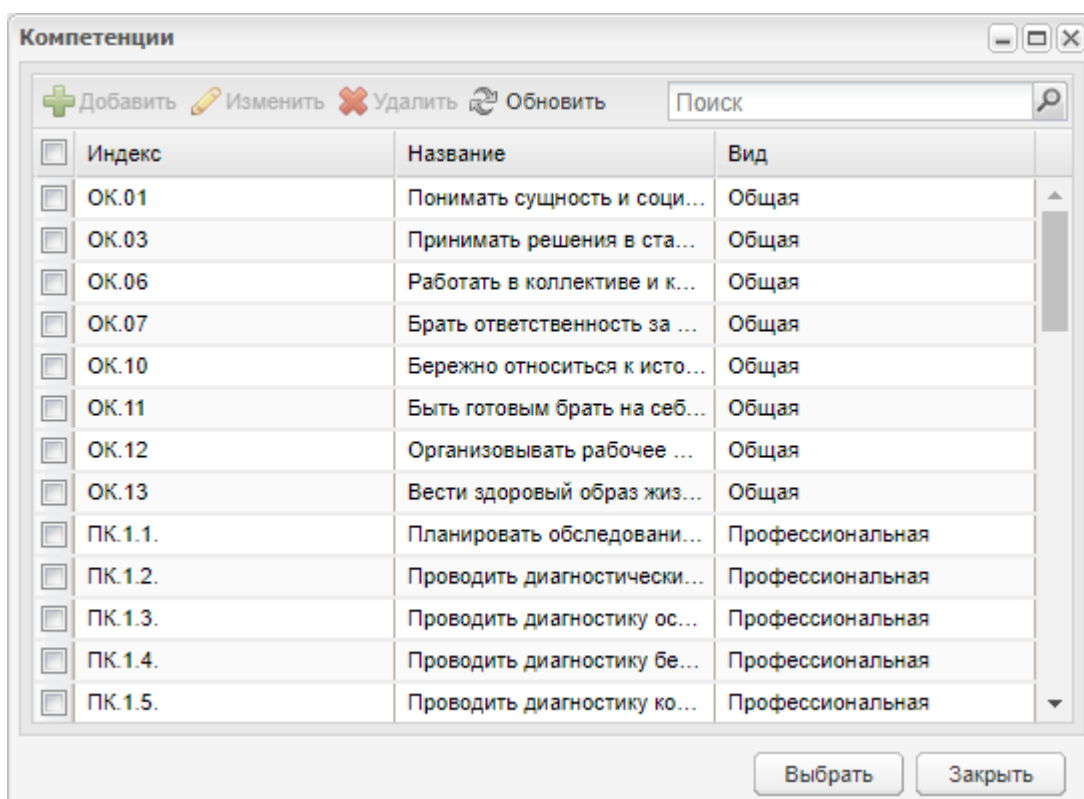 Компетенции
Добавить Изменить Удалить Обновить Поиск
Индекс Название Вид
ОК.01 Понимать сущность и соци... Общая
ОК.03 Принимать решения в ста... Общая
ОК.06 Работать в коллективе и к... Общая
ОК.07 Брать ответственность за ... Общая
ОК.10 Бережно относиться к исто... Общая
ОК.11 Быть готовым брать на себ... Общая
ОК.12 Организовывать рабочее ... Общая
ОК.13 Вести здоровый образ жиз... Общая
ПК.1.1. Планировать обследовани... Профессиональная
ПК.1.2. Проводить диагностически... Профессиональная
ПК.1.3. Проводить диагностику ос... Профессиональная
ПК.1.4. Проводить диагностику бе... Профессиональная
ПК.1.5. Проводить диагностику ко... Профессиональная
Выбрать Закрыть